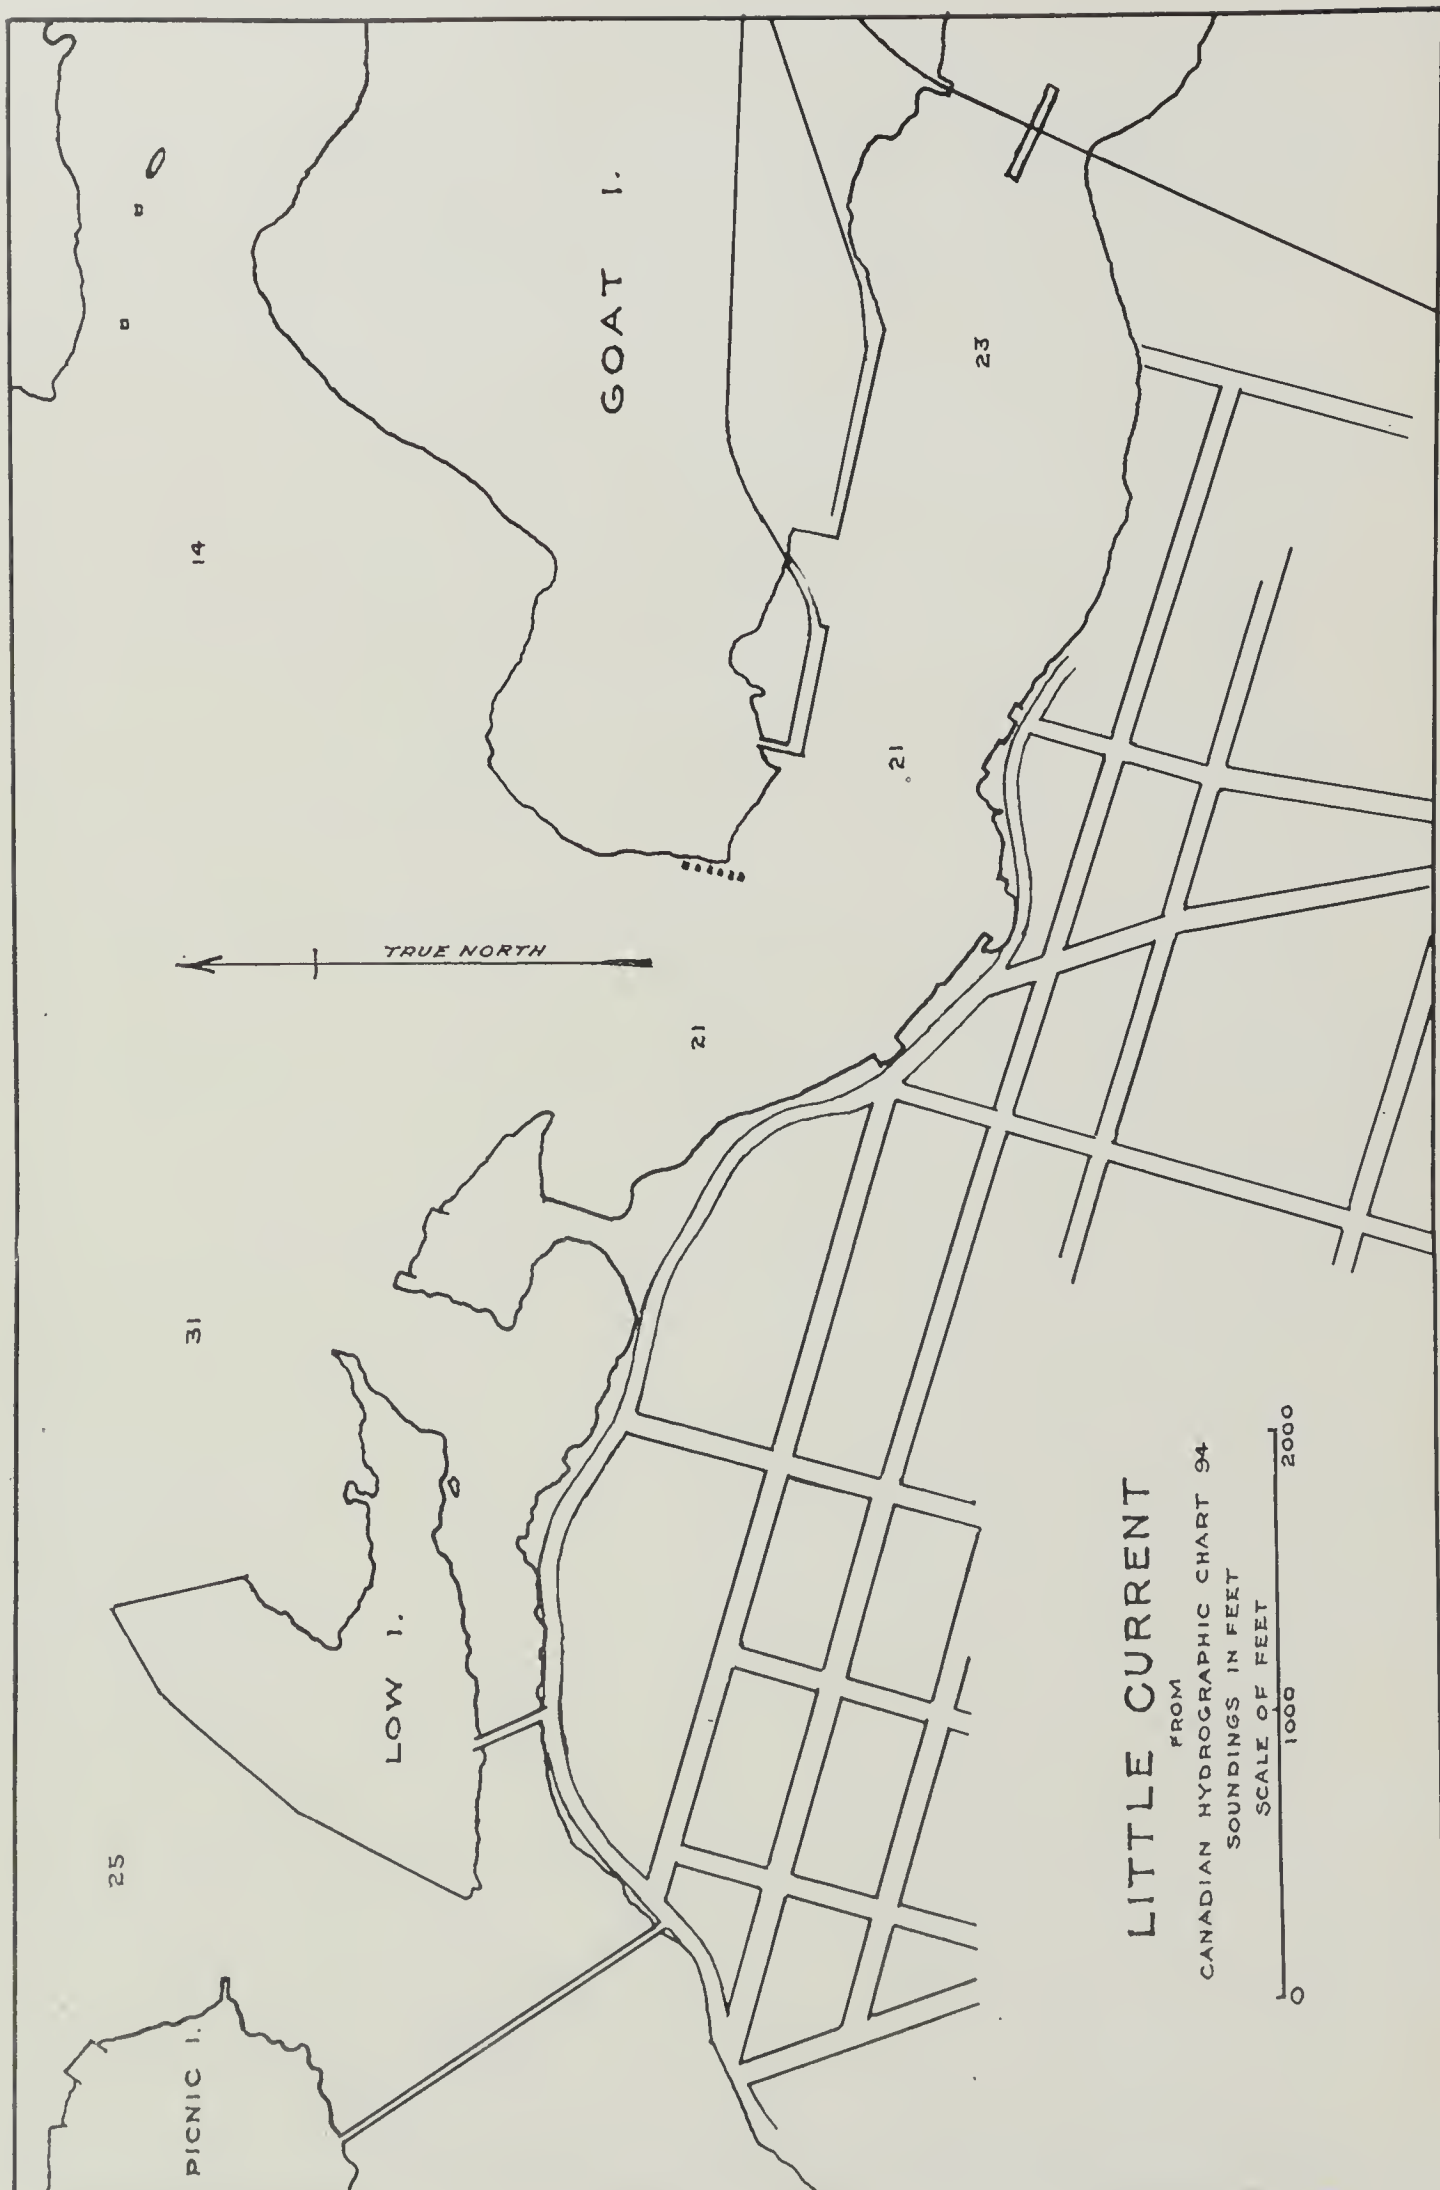 GOAT I.
23
14
21
TRUE NORTH
21
31
LOW I.
25
PICNIC I.
LITTLE CURRENT
FROM
CANADIAN HYDROGRAPHIC CHART 94
SOUNDINGS IN FEET
SCALE OF FEET
0 1000 2000